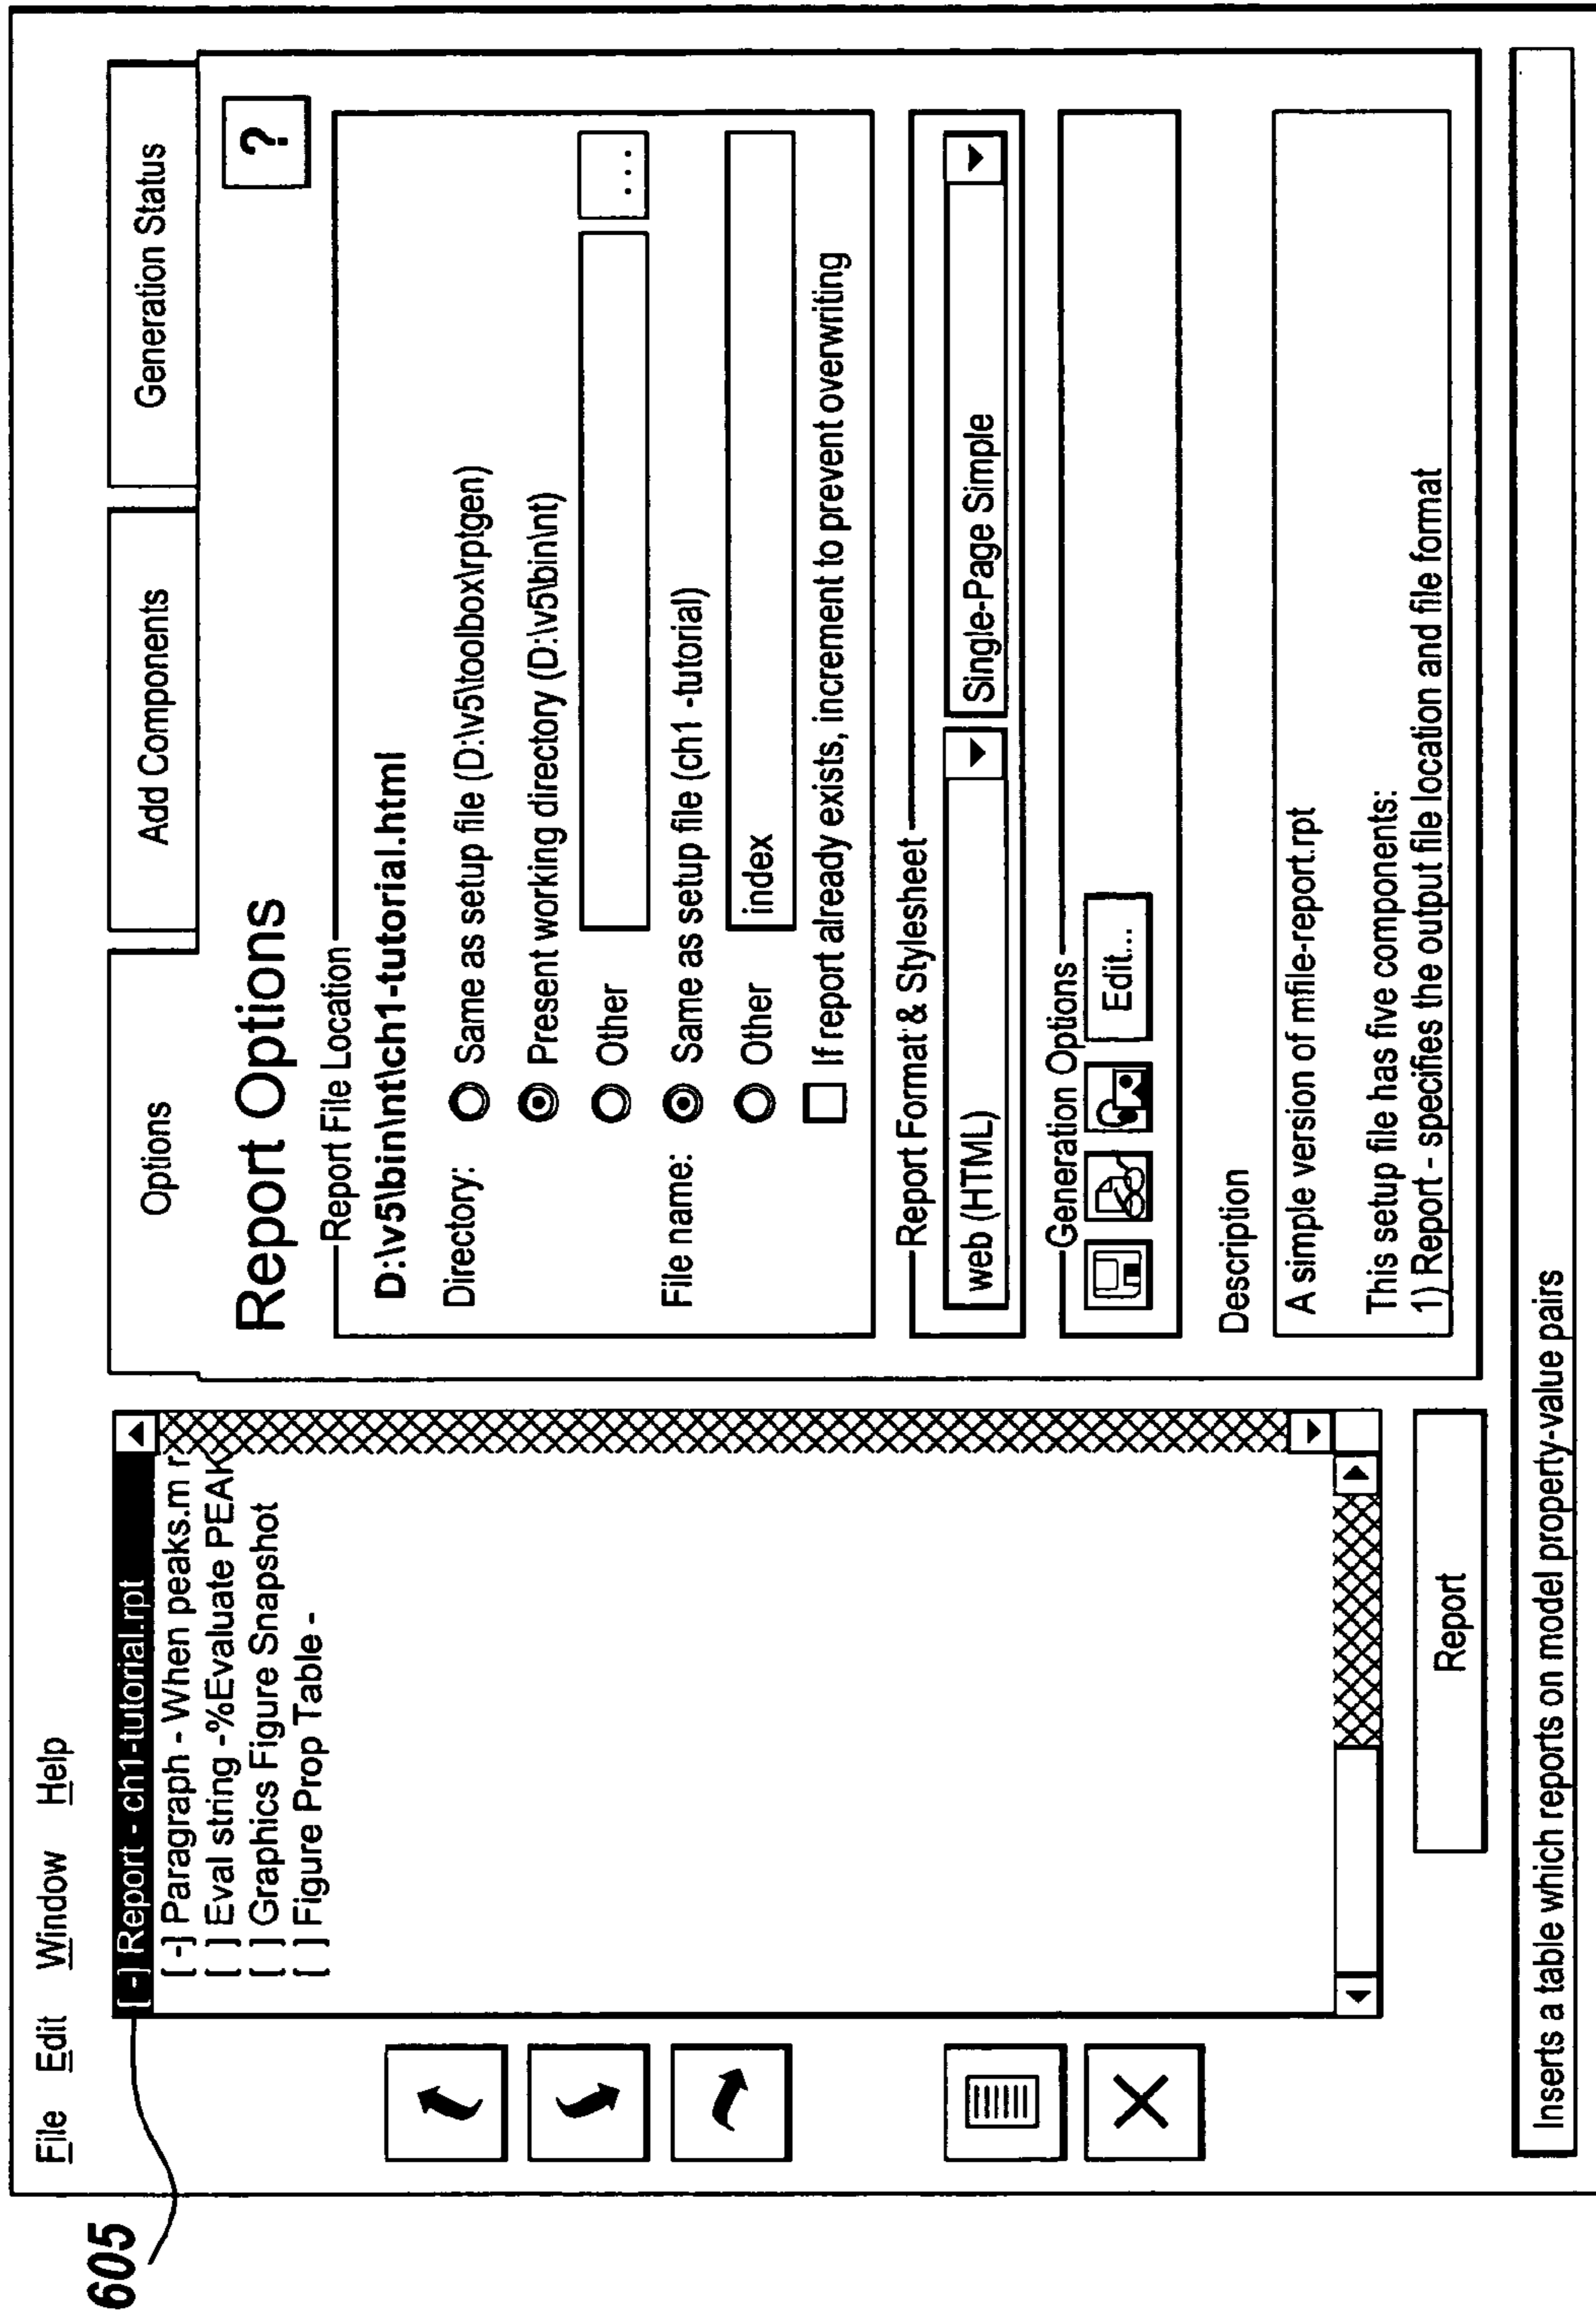 605
File Edit Window Help
[ -] Report - ch1-tutorial.rpt
[ -] Paragraph - When peaks.m r
[ ] Eval string -%Evaluate PEAK
[ ] Graphics Figure Snapshot
[ ] Figure Prop Table -
Report
Options
Add Components
Generation Status
Report Options
?
Report File Location
D:\v5\bin\nt\ch1-tutorial.html
Directory:
Same as setup file (D:\v5\toolbox\rptgen)
Present working directory (D:\v5\bin\nt)
Other
...
File name:
Same as setup file (ch1 -tutorial)
Other
index
If report already exists, increment to prevent overwriting
Report Format & Stylesheet
web (HTML)
Single-Page Simple
Generation Options
Edit...
Description
A simple version of mfile-report.rpt
This setup file has five components:
1) Report - specifies the output file location and file format
Inserts a table which reports on model property-value pairs